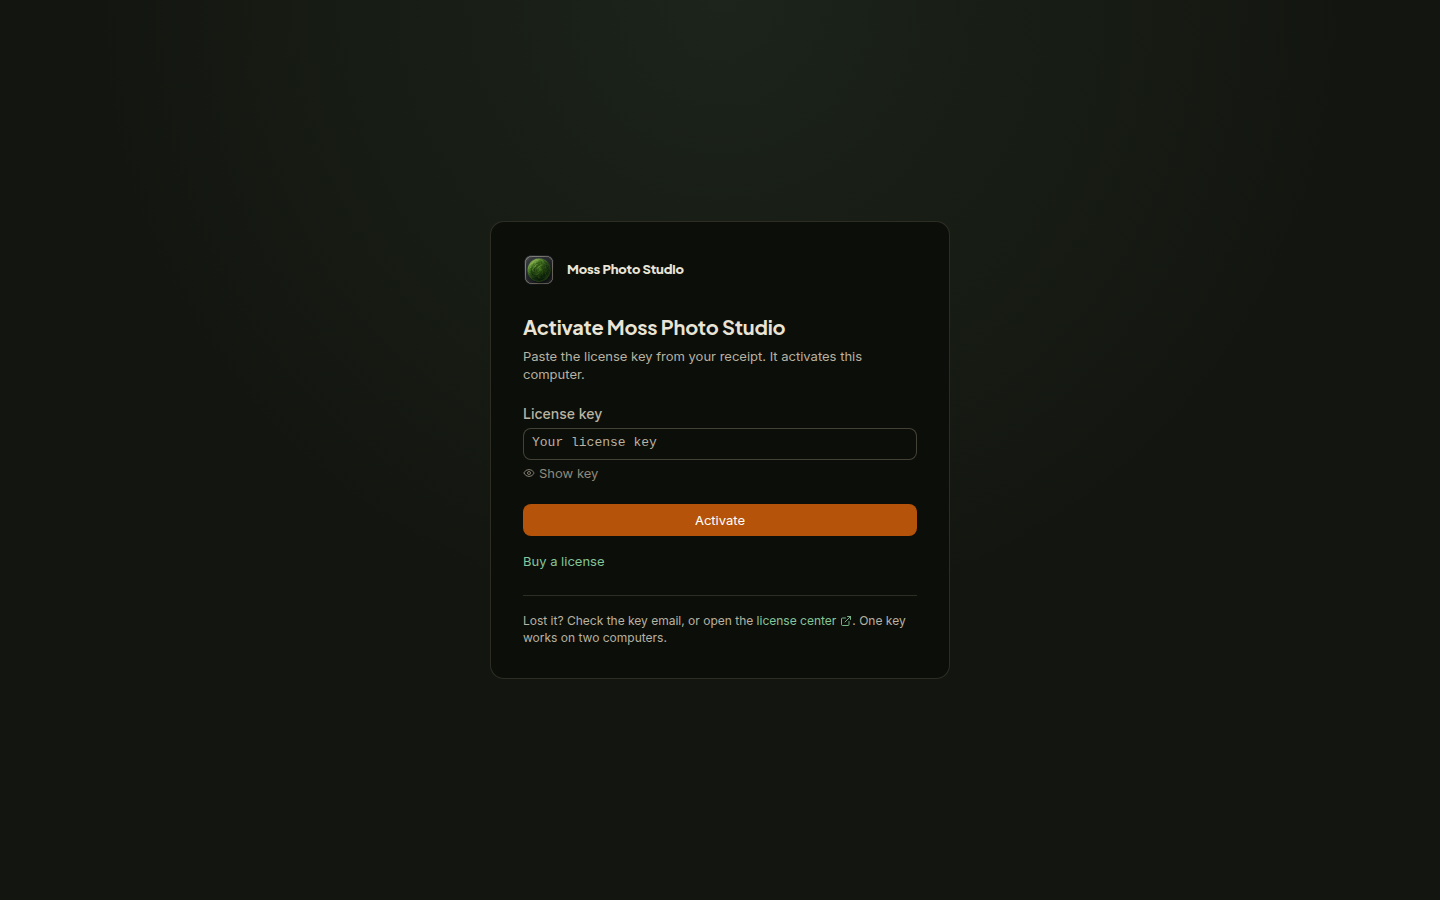 Moss Photo Studio
Activate Moss Photo Studio
Paste the license key from your receipt. It activates this
computer.
License key
Your license key
Show key
Activate
Buy a license
Lost it? Check the key email, or open the license center. One key
works on two computers.